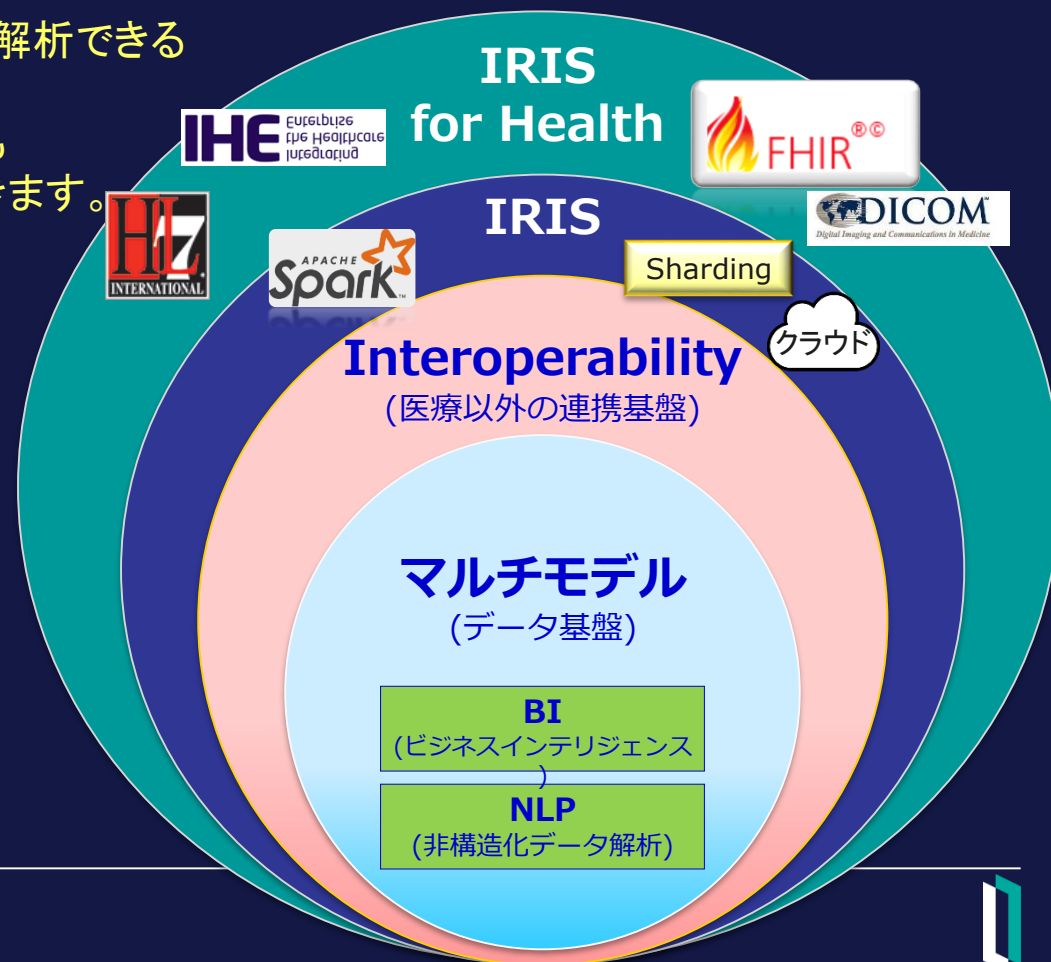 解析できる
きます。
IRIS
for Health
IHE
Integrating
the Healthcare
Enterprise
FHIR®©
HL7
INTERNATIONAL
IRIS
DICOM
Digital Imaging and Communications in Medicine
APACHE
Spark™
Sharding
クラウド
Interoperability
(医療以外の連携基盤)
マルチモデル
(データ基盤)
BI
(ビジネスインテリジェンス
)
NLP
(非構造化データ解析)